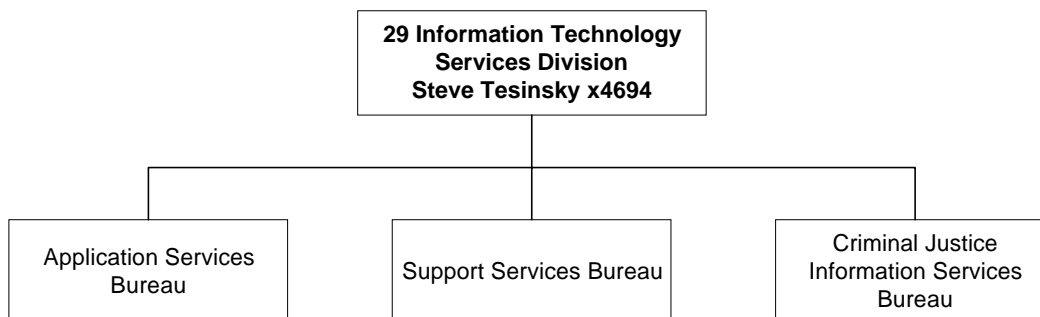 29 Information Technology
Services Division
Steve Tesinsky x4694
Application Services
Bureau
Support Services Bureau
Criminal Justice
Information Services
Bureau